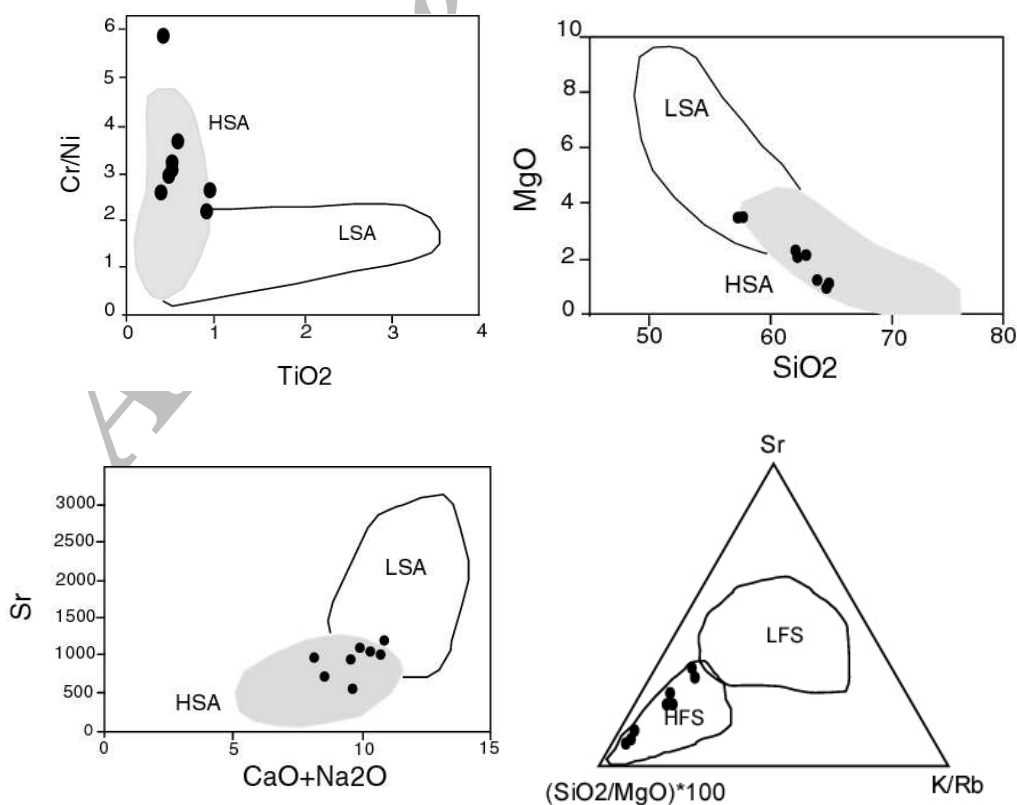 6
5
4
3
2
1
0
Cr/Ni
HSA
LSA
0 1 2 3 4
TiO2
10
8
6
4
2
0
MgO
LSA
HSA
50 60 70 80
SiO2
3000
2500
2000
1500
1000
500
0
Sr
LSA
HSA
0 5 10 15
CaO+Na2O
Sr
LFS
HFS
(SiO2/MgO)*100 K/Rb